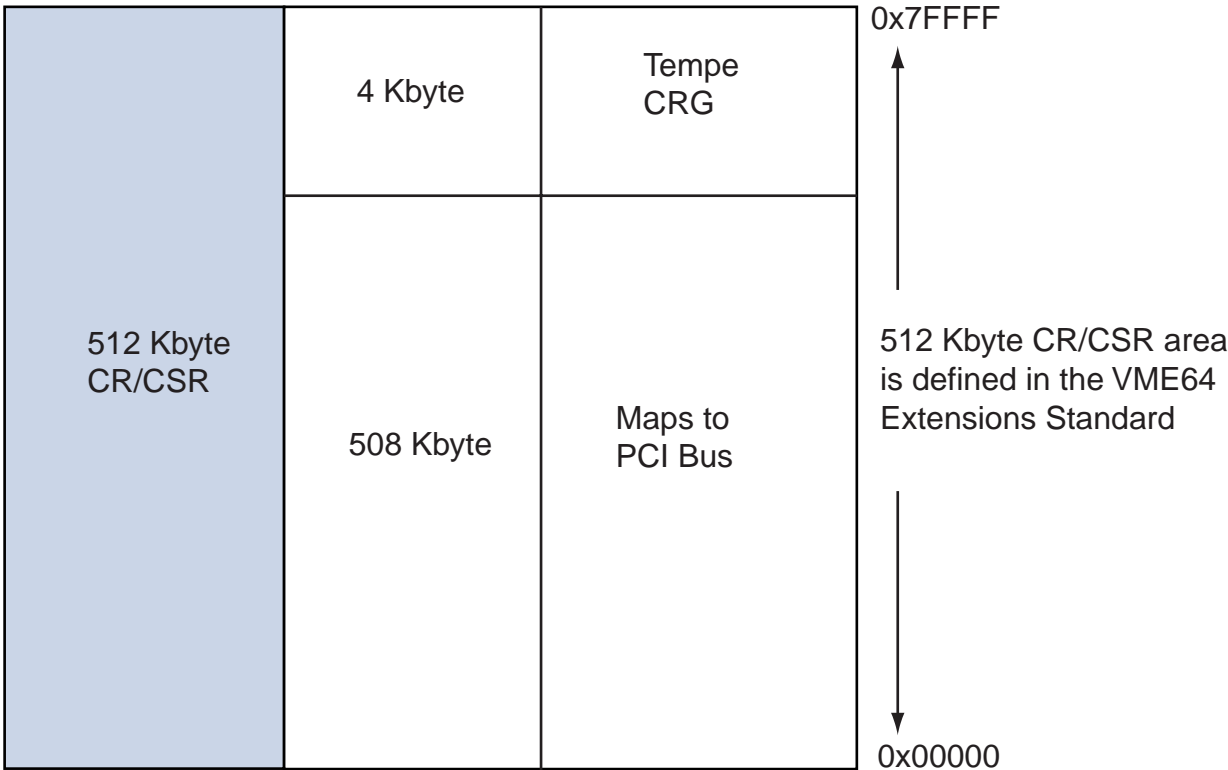 0x7FFFF
4 Kbyte
Tempe
CRG
512 Kbyte
CR/CSR
508 Kbyte
Maps to
PCI Bus
512 Kbyte CR/CSR area
is defined in the VME64
Extensions Standard
0x00000